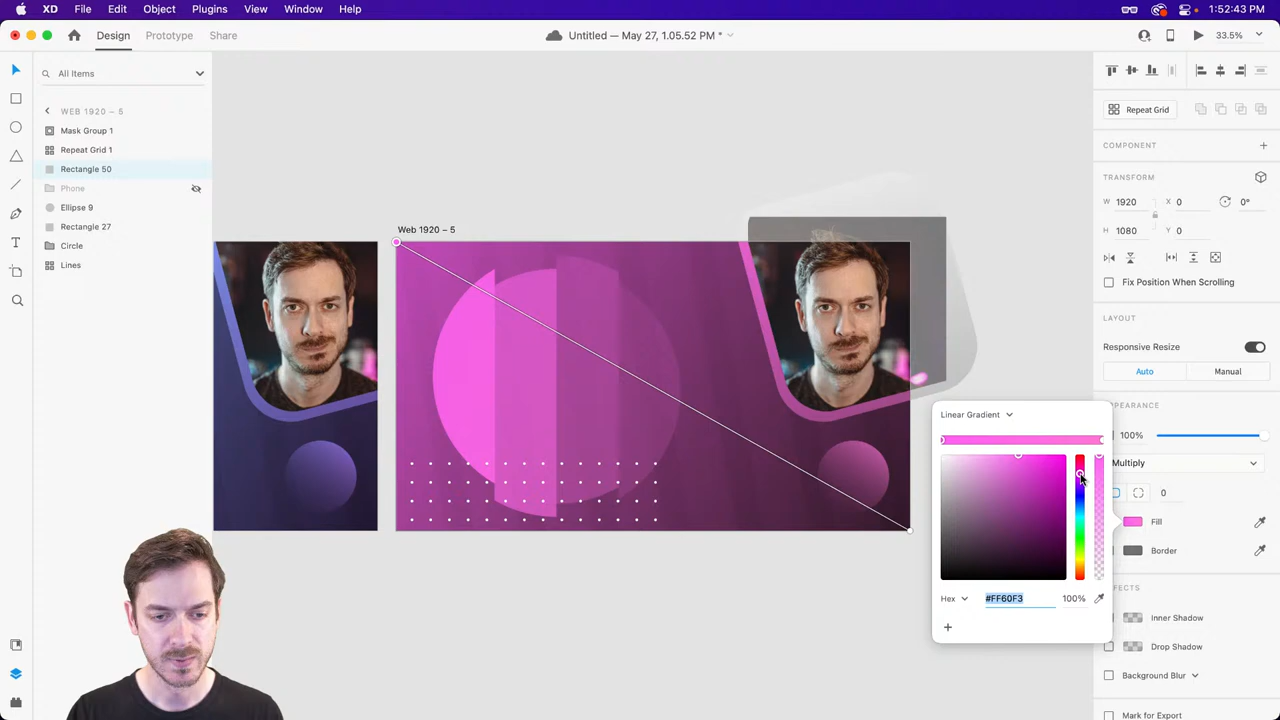 XD File Edit Object Plugins View Window Help 1:52:43 PM
Design Prototype Share Untitled — May 27, 1.05.52 PM * 33.5%
All Items
WEB 1920 – 5
Mask Group 1
Repeat Grid 1
Rectangle 50
Phone
Ellipse 9
Rectangle 27
Circle
Lines
Web 1920 – 5
Repeat Grid
COMPONENT
TRANSFORM
W 1920 X 0 0°
H 1080 Y 0
Fix Position When Scrolling
LAYOUT
Responsive Resize
Auto Manual
APPEARANCE
100%
Multiply
0
Fill
Border
EFFECTS
Inner Shadow
Drop Shadow
Background Blur
Mark for Export
Linear Gradient
Hex #FF60F3 100%